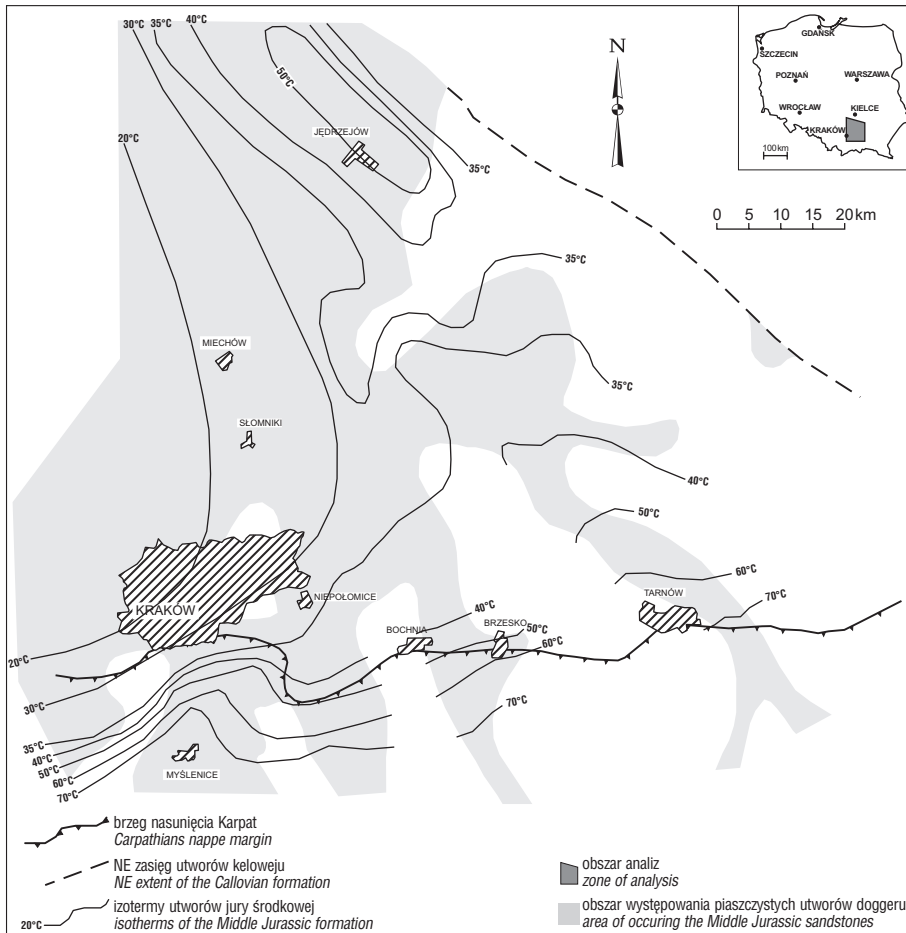 30°C
35°C
40°C
50°C
20°C
JĘDRZEJÓW
35°C
N
GDAŃSK
SZCZECIN
POZNAŃ
WARSZAWA
WROCŁAW
KIELCE
KRAKÓW
100km
0 5 10 15 20km
35°C
MIECHÓW
35°C
SŁOMNIKI
40°C
50°C
60°C
TARNÓW
70°C
NIEPOŁOMICE
KRAKÓW
40°C
BOCHNIA
BRZESKO
50°C
60°C
20°C
30°C
70°C
35°C
40°C
50°C
60°C
70°C
MYŚLENICE
brzeg nasunięcia Karpat
Carpathians nappe margin
NE zasięg utworów keloweju
NE extent of the Callovian formation
20°C
izotermy utworów jury środkowej
isotherms of the Middle Jurassic formation
obszar analiz
zone of analysis
obszar występowania piaszczystych utworów doggeru
area of occuring the Middle Jurassic sandstones